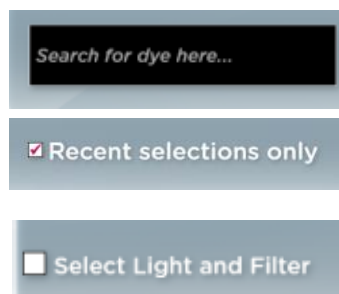 Search for dye here...
Recent selections only
Select Light and Filter